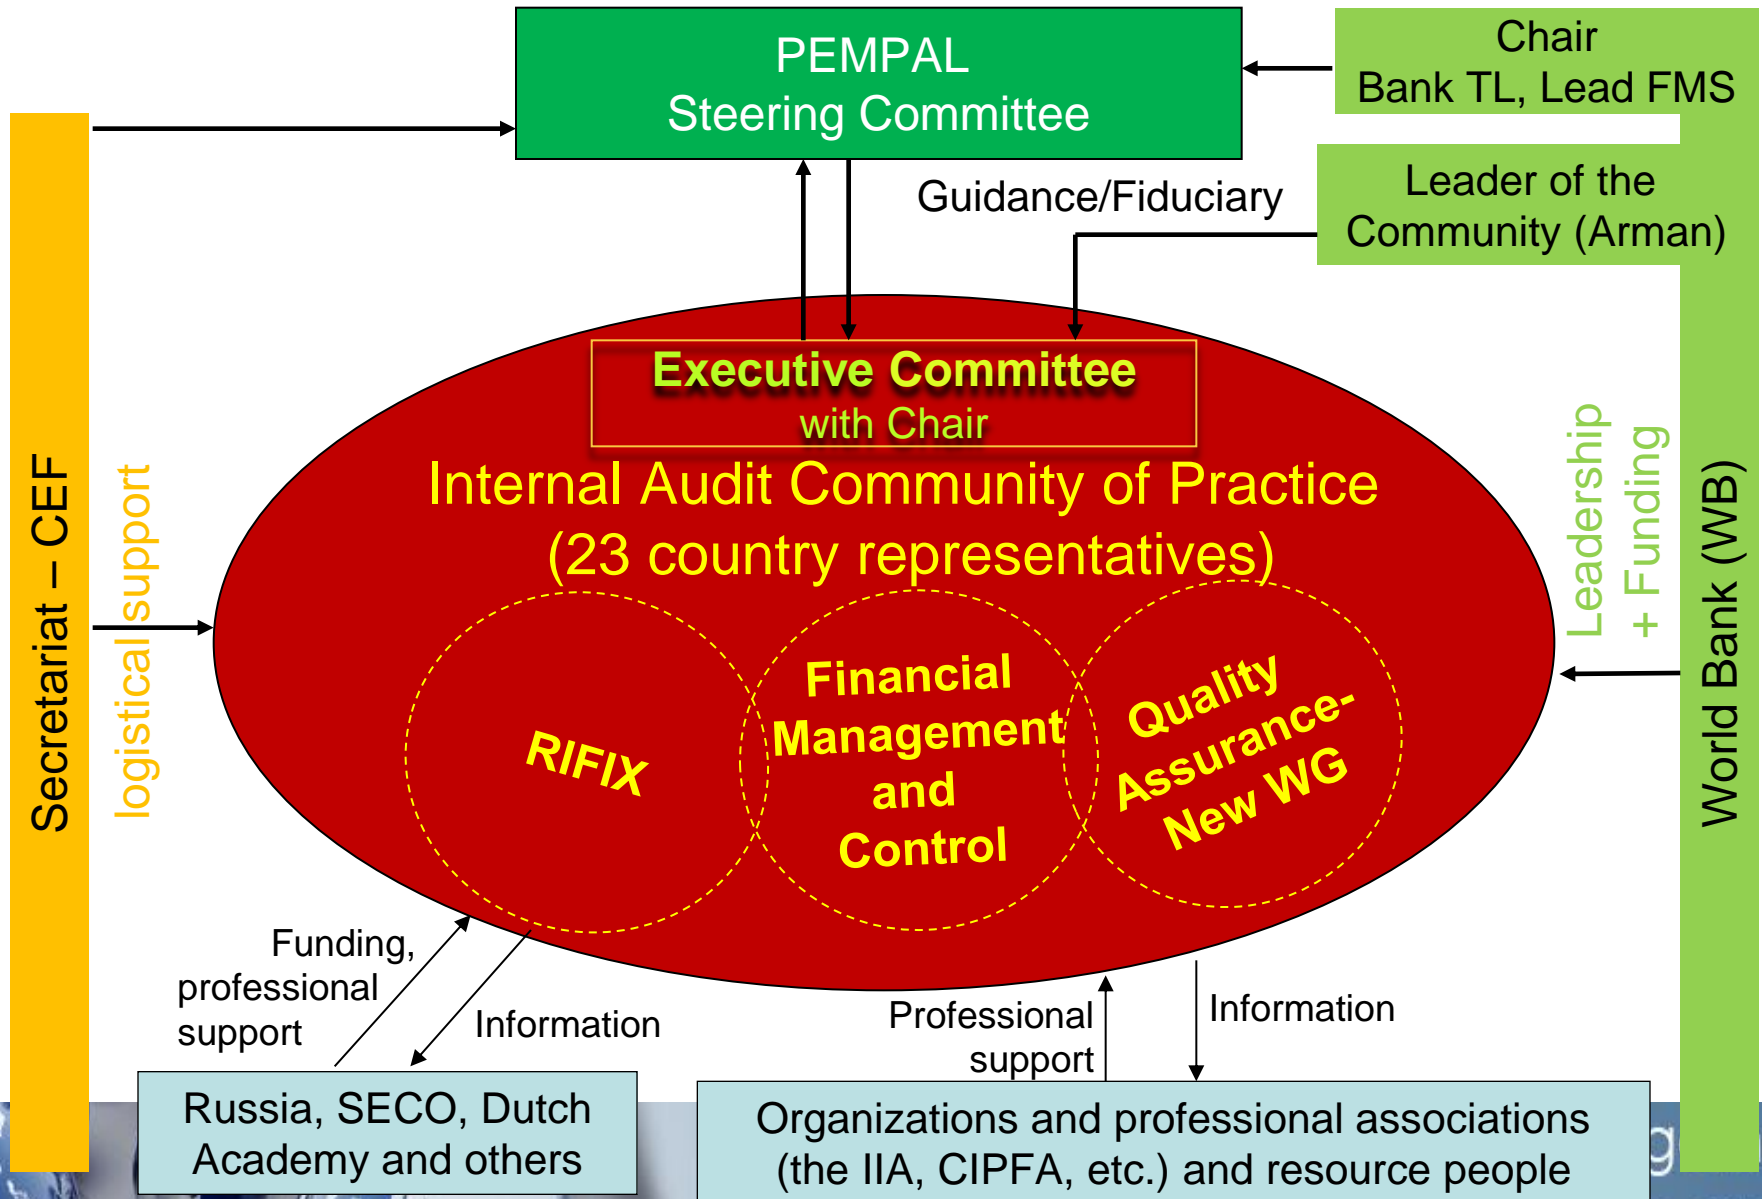 PEMPAL
Steering Committee
Chair
Bank TL, Lead FMS
Guidance/Fiduciary
Leader of the
Community (Arman)
Executive Committee
with Chair
Internal Audit Community of Practice
(23 country representatives)
Secretariat – CEF
logistical support
Leadership
+ Funding
World Bank (WB)
RIFIX
Financial
Management
and
Control
Quality
Assurance-
New WG
Funding,
professional
support
Information
Professional
support
Information
Russia, SECO, Dutch
Academy and others
Organizations and professional associations
(the IIA, CIPFA, etc.) and resource people